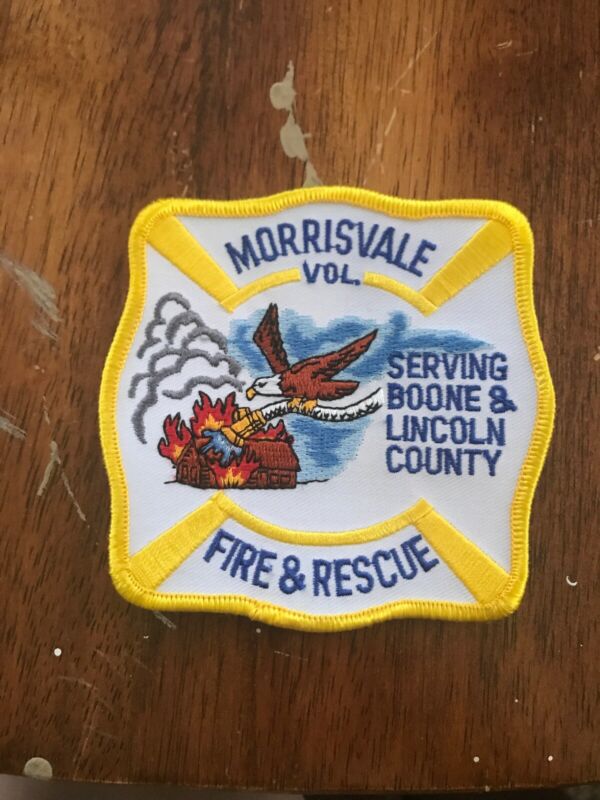 MORRISVALE
VOL.
SERVING
BOONE &
LINCOLN
COUNTY
FIRE & RESCUE